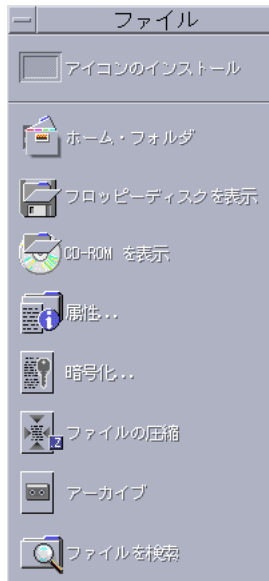 ファイル
アイコンのインストール
ホーム・フォルダ
フロッピーディスクを表示
CD-ROM を表示
属性...
暗号化...
ファイルの圧縮
.Z
アーカイブ
ファイルを検索